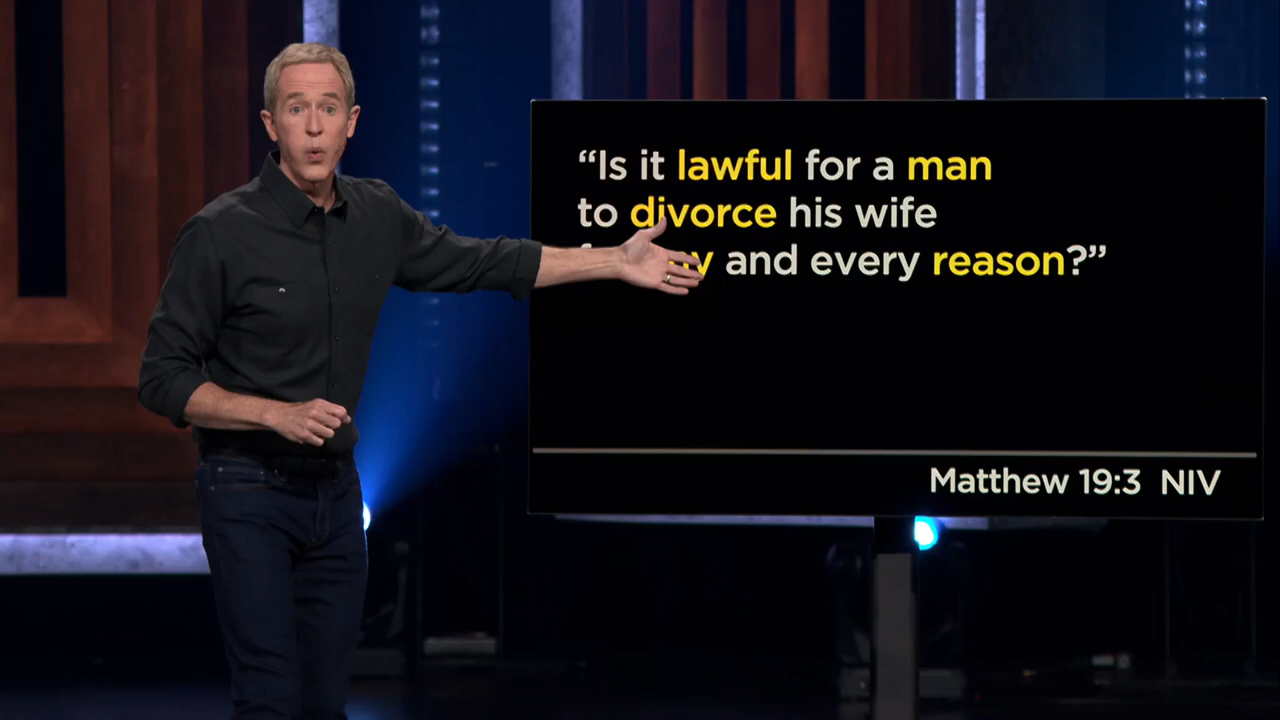 “Is it lawful for a man
to divorce his wife
and every reason?”
Matthew 19:3 NIV